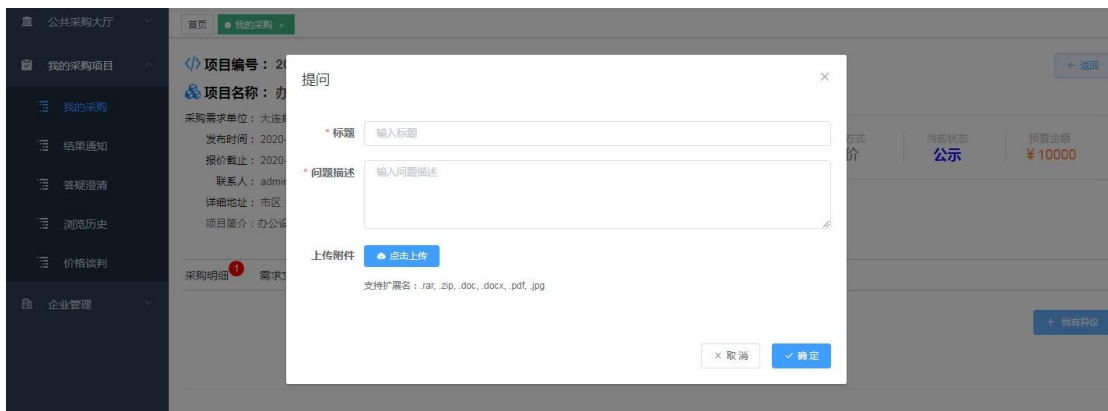 公共采购大厅
首页
我的采购 ×
我的采购项目
我的采购
结果通知
答疑澄清
浏览历史
价格谈判
企业管理
</> 项目编号：20
项目名称：办
← 返回
采购需求单位：大连
发布时间：2020-
报价截止：2020-
联系人：admin
详细地址：市区
项目简介：办公设
方式
价
当前状态
公示
预算金额
¥ 10000
采购明细 1
需求文
+ 我有异议
提问
×
* 标题
输入标题
* 问题描述
输入问题描述
上传附件
点击上传
支持扩展名：.rar, .zip, .doc, .docx, .pdf, .jpg
× 取 消
✓ 确 定